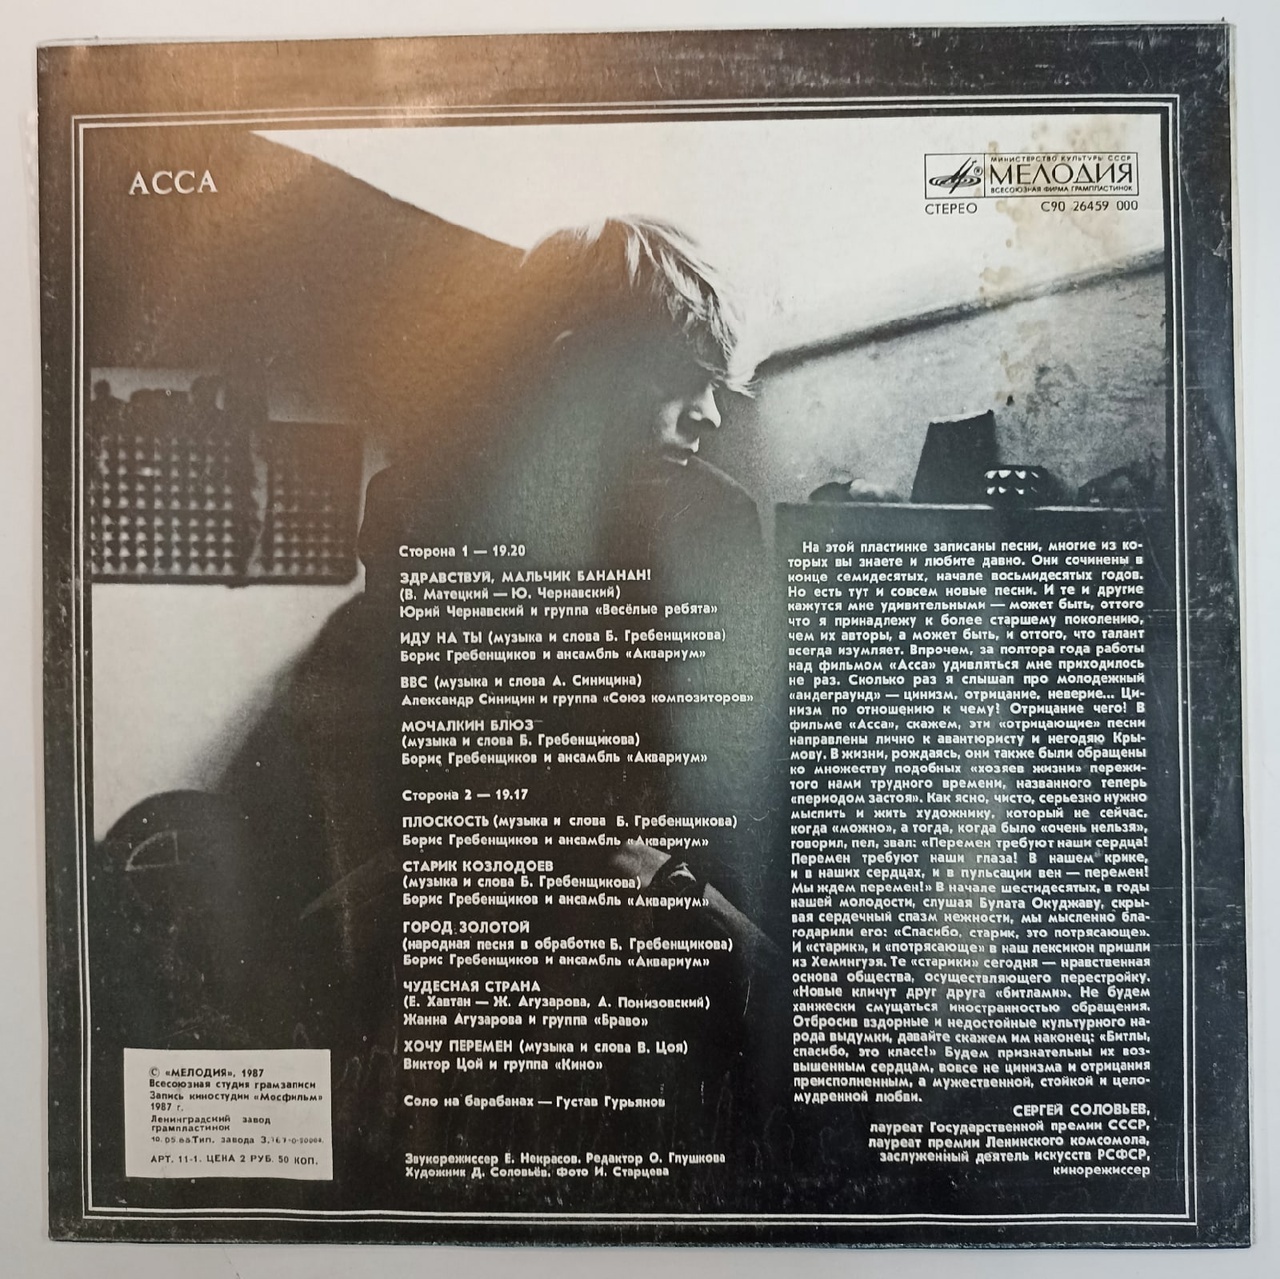 АССА
МИНИСТЕРСТВО КУЛЬТУРЫ СССР
МЕЛОДИЯ
ВСЕСОЮЗНАЯ ФИРМА ГРАМПЛАСТИНОК
СТЕРЕО С90 26459 000
Сторона 1 — 19.20
ЗДРАВСТВУЙ, МАЛЬЧИК БАНАНАН!
(В. Матецкий — Ю. Чернавский)
Юрий Чернавский и группа «Весёлые ребята»
ИДУ НА ТЫ (музыка и слова Б. Гребенщикова)
Борис Гребенщиков и ансамбль «Аквариум»
ВВС (музыка и слова А. Синицина)
Александр Синицин и группа «Союз композиторов»
МОЧАЛКИН БЛЮЗ
(музыка и слова Б. Гребенщикова)
Борис Гребенщиков и ансамбль «Аквариум»
Сторона 2 — 19.17
ПЛОСКОСТЬ (музыка и слова Б. Гребенщикова)
Борис Гребенщиков и ансамбль «Аквариум»
СТАРИК КОЗЛОДОЕВ
(музыка и слова Б. Гребенщикова)
Борис Гребенщиков и ансамбль «Аквариум»
ГОРОД ЗОЛОТОЙ
(народная песня в обработке Б. Гребенщикова)
Борис Гребенщиков и ансамбль «Аквариум»
ЧУДЕСНАЯ СТРАНА
(Е. Хавтан — Ж. Агузарова, А. Понизовский)
Жанна Агузарова и группа «Браво»
ХОЧУ ПЕРЕМЕН (музыка и слова В. Цоя)
Виктор Цой и группа «Кино»
Соло на барабанах — Густав Гурьянов
Звукорежиссер Е. Некрасов. Редактор О. Глушкова
Художник Д. Соловьёв. Фото И. Старцева
На этой пластинке записаны песни, многие из ко-
торых вы знаете и любите давно. Они сочинены в
конце семидесятых, начале восьмидесятых годов.
Но есть тут и совсем новые песни. И те и другие
кажутся мне удивительными — может быть, оттого
что я принадлежу к более старшему поколению,
чем их авторы, а может быть, и оттого, что талант
всегда изумляет. Впрочем, за полтора года работы
над фильмом «Асса» удивляться мне приходилось
не раз. Сколько раз я слышал про молодежный
«андеграунд» — цинизм, отрицание, неверие... Ци-
низм по отношению к чему? Отрицание чего? В
фильме «Асса», скажем, эти «отрицающие» песни
направлены лично к авантюристу и негодяю Кры-
мову. В жизни, рождаясь, они также были обращены
ко множеству подобных «хозяев жизни» пережи-
того нами трудного времени, названного теперь
«периодом застоя». Как ясно, чисто, серьезно нужно
мыслить и жить художнику, который не сейчас,
когда «можно», а тогда, когда было «очень нельзя»,
говорил, пел, звал: «Перемен требуют наши сердца!
Перемен требуют наши глаза! В нашем крике,
и в наших сердцах, и в пульсации вен — перемен!
Мы ждем перемен!» В начале шестидесятых, в годы
нашей молодости, слушая Булата Окуджаву, скры-
вая сердечный спазм нежности, мы мысленно бла-
годарили его: «Спасибо, старик, это потрясающе».
И «старик», и «потрясающе» в наш лексикон пришли
из Хемингуэя. Те «старики» сегодня — нравственная
основа общества, осуществляющего перестройку.
«Новые кличут друг друга «битлами». Не будем
ханжески смущаться иностранностью обращения.
Отбросив вздорные и недостойные культурного на-
рода выдумки, давайте скажем им наконец: «Битлы,
спасибо, это класс!» Будем признательны их воз-
вышенным сердцам, вовсе не цинизма и отрицания
преисполненным, а мужественной, стойкой и цело-
мудренной любви.
СЕРГЕЙ СОЛОВЬЕВ,
лауреат Государственной премии СССР,
лауреат премии Ленинского комсомола,
заслуженный деятель искусств РСФСР,
кинорежиссер
© «МЕЛОДИЯ», 1987
Всесоюзная студия грамзаписи
Запись киностудии «Мосфильм»
1987 г.
Ленинградский завод
грампластинок
Тип. завода
АРТ. 11-1. ЦЕНА 2 РУБ. 50 КОП.